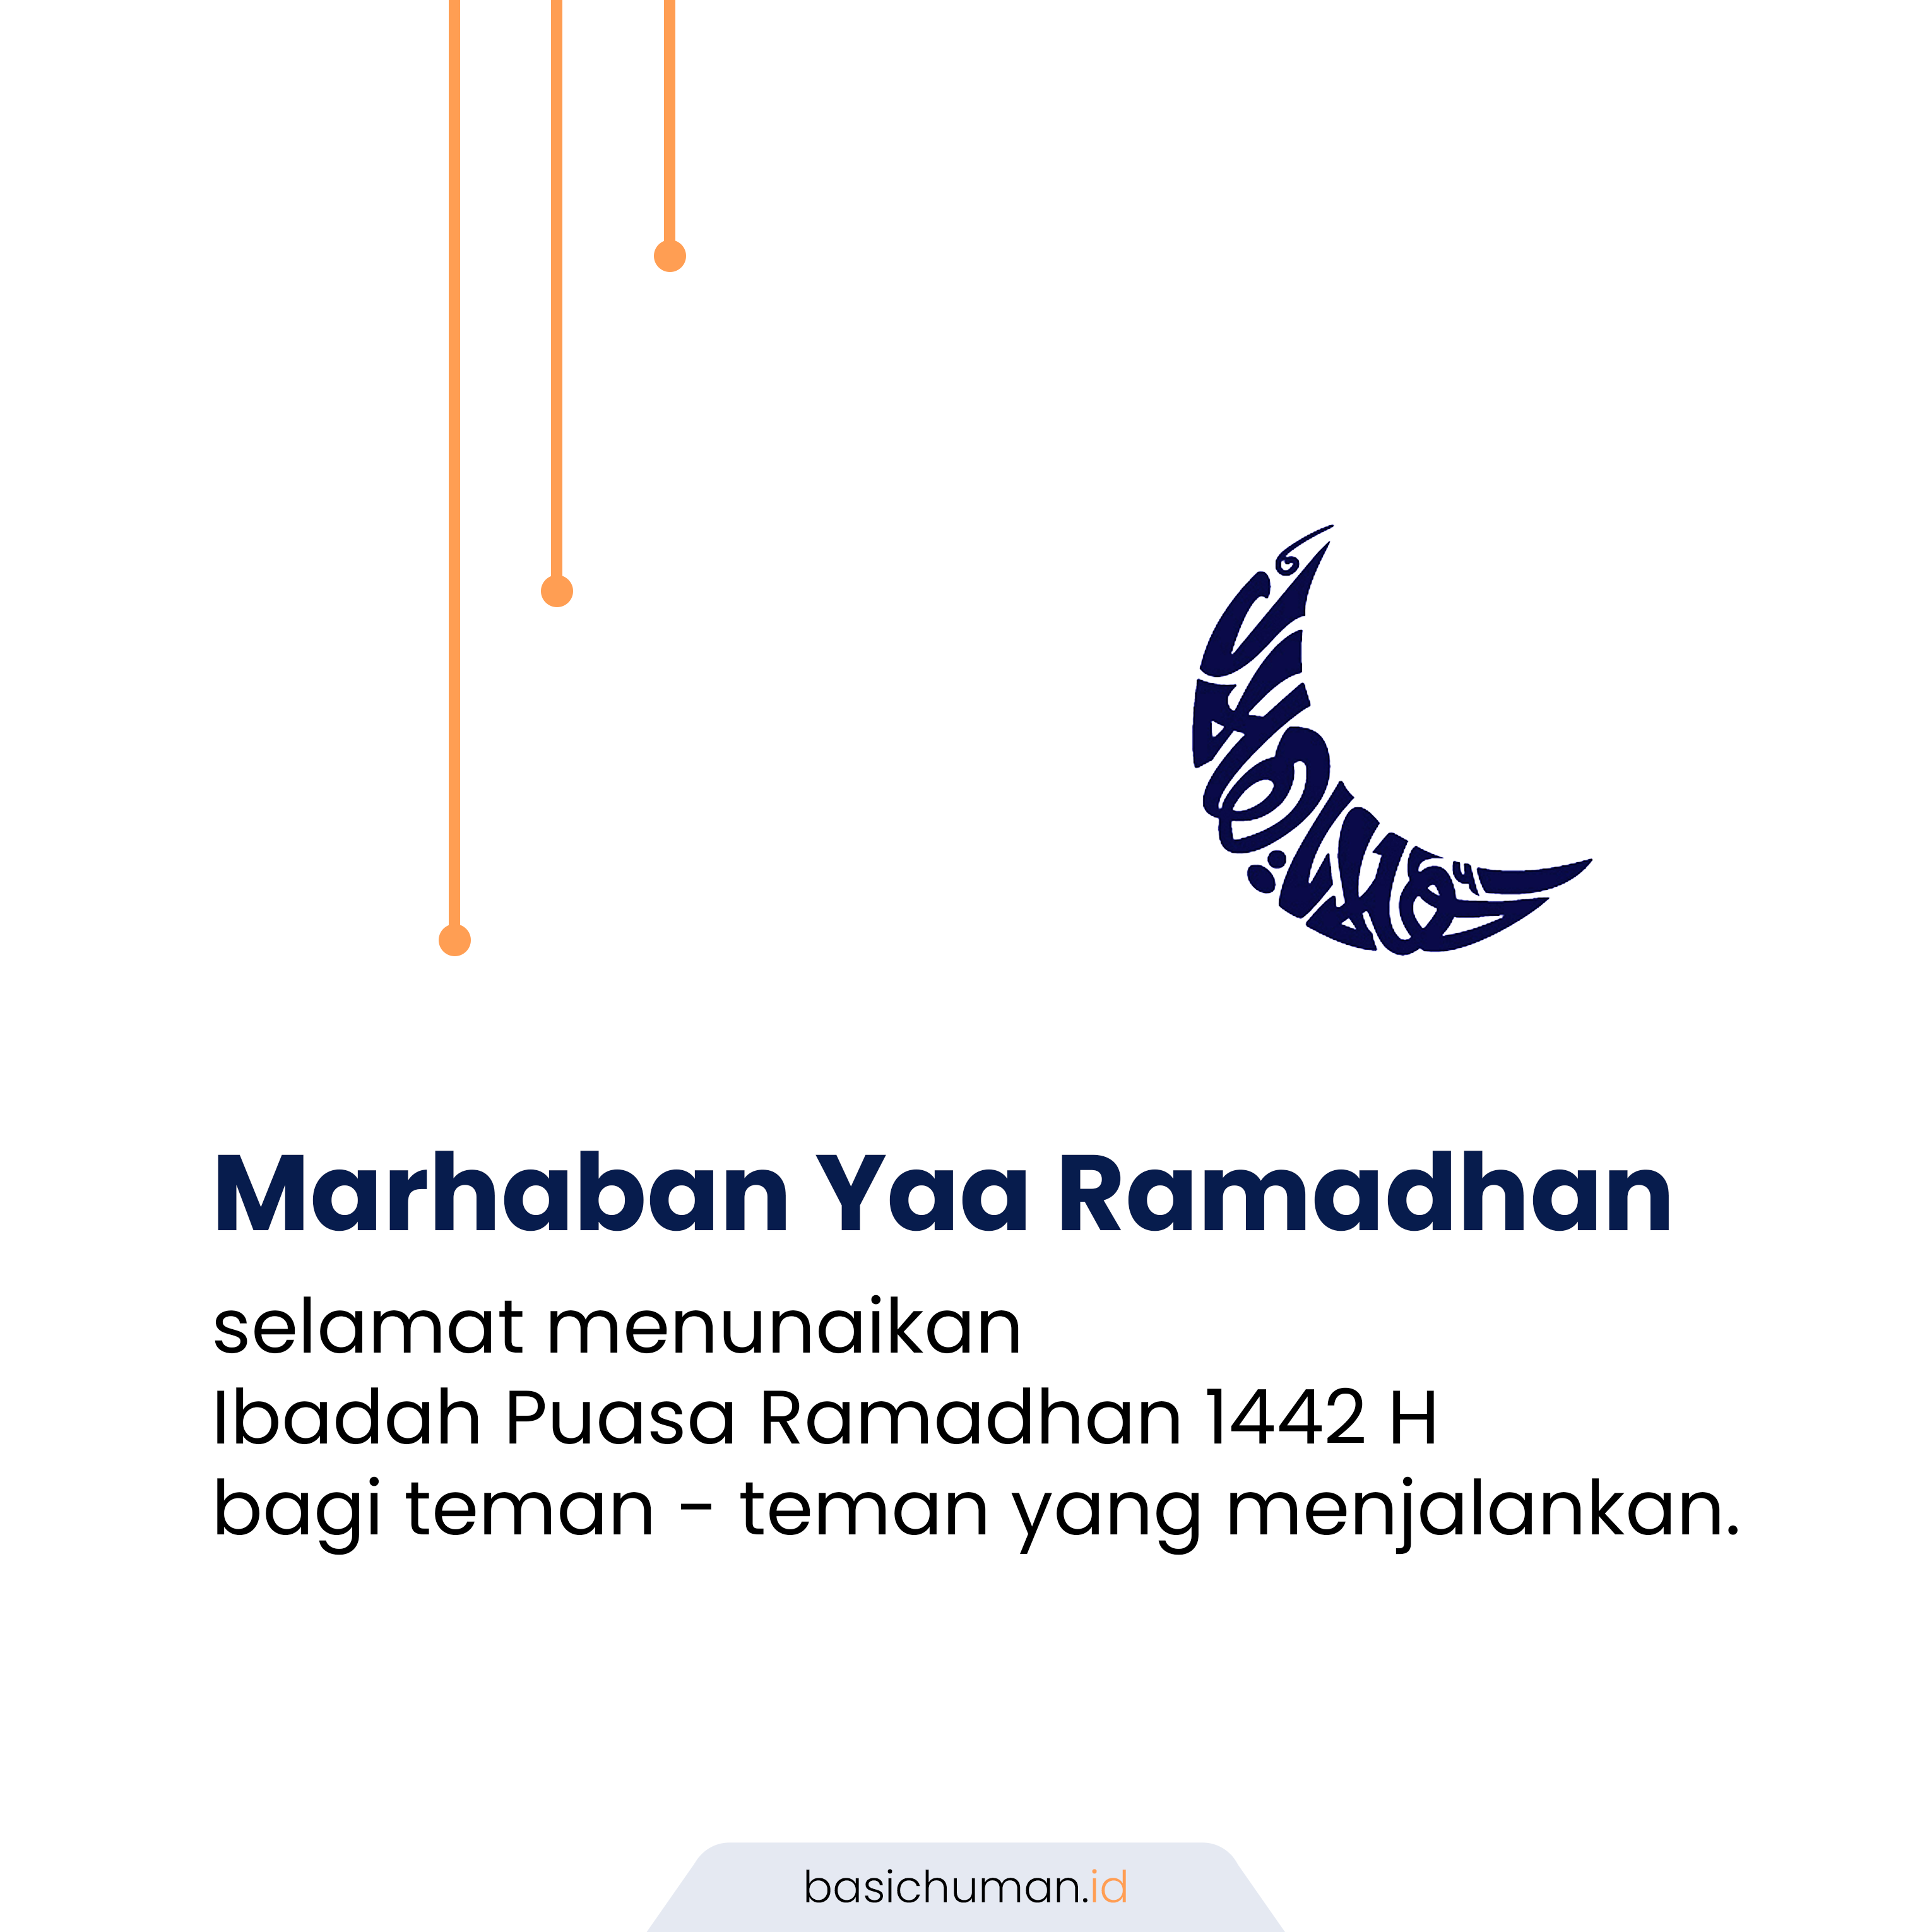 Marhaban Yaa Ramadhan
selamat menunaikan
Ibadah Puasa Ramadhan 1442 H
bagi teman - teman yang menjalankan.
basichuman.id